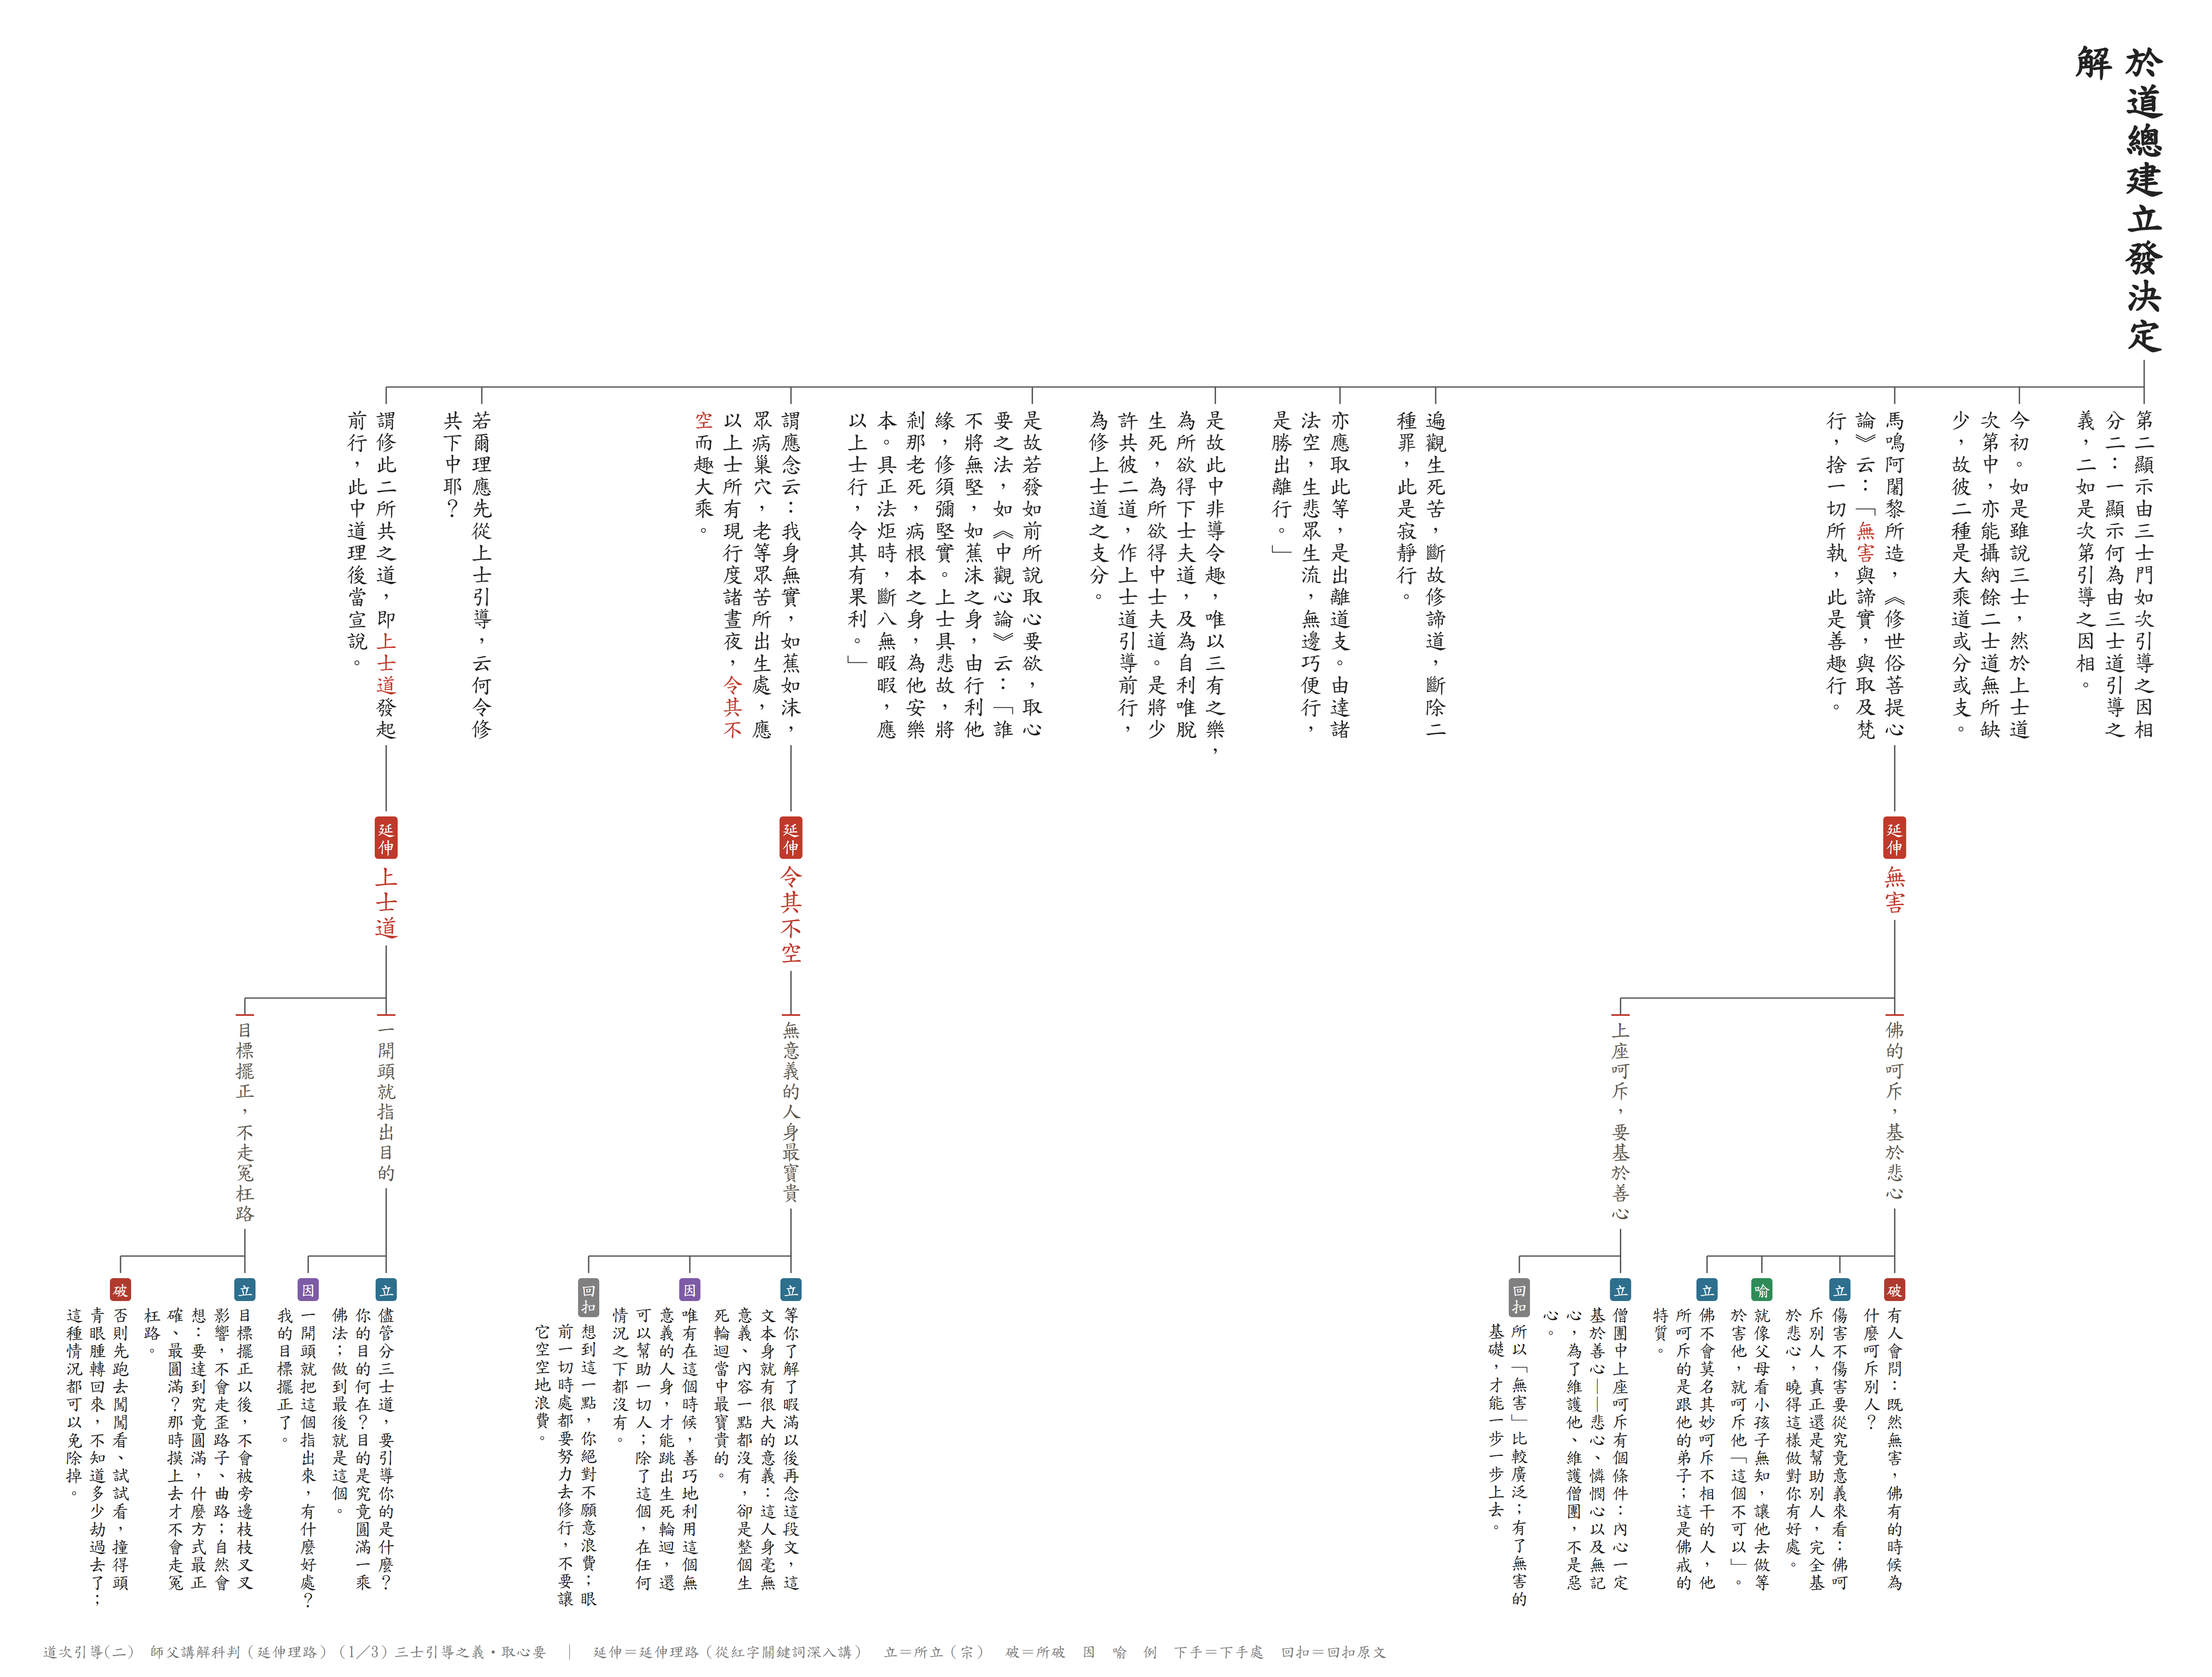 於道總建立發決定
解
第二顯示由三士門如次引導之因相
分二：一顯示何為由三士道引導之
義，二如是次第引導之因相。
今初。如是雖說三士，然於上士道
次第中，亦能攝納餘二士道無所缺
少，故彼二種是大乘道或分或支。
馬鳴阿闍黎所造，《修世俗菩提心
論》云：「無害與諦實，與取及梵
行，捨一切所執，此是善趣行。
遍觀生死苦，斷故修諦道，斷除二
種罪，此是寂靜行。
亦應取此等，是出離道支。由達諸
法空，生悲眾生流，無邊巧便行，
是勝出離行。」
是故此中非導令趣，唯以三有之樂，
為所欲得下士夫道，及為自利唯脫
生死，為所欲得中士夫道。是將少
許共彼二道，作上士道引導前行，
為修上士道之支分。
是故若發如前所說取心要欲，取心
要之法，如《中觀心論》云：「誰
不將無堅，如蕉沫之身，由行利他
緣，修須彌堅實。上士具悲故，將
剎那老死，病根本之身，為他安樂
本。具正法炬時，斷八無暇暇，應
以上士行，令其有果利。」
謂應念云：我身無實，如蕉如沫，
眾病巢穴，老等眾苦所出生處，應
以上士所有現行度諸晝夜，令其不
空而趣大乘。
若爾理應先從上士引導，云何令修
共下中耶？
謂修此二所共之道，即上士道發起
前行，此中道理後當宣說。
延伸
無害
延伸
令其不空
延伸
上士道
佛的呵斥，基於悲心
上座呵斥，要基於善心
無意義的人身最寶貴
一開頭就指出目的
目標擺正，不走冤枉路
破
有人會問：既然無害，佛有的時候為
什麼呵斥別人？
立
傷害不傷害要從究竟意義來看：佛呵
斥別人，真正還是幫助別人，完全基
於悲心，曉得這樣做對你有好處。
喻
就像父母看小孩子無知，讓他去做等
於害他，就呵斥他「這個不可以」。
立
佛不會莫名其妙呵斥不相干的人，他
所呵斥的是跟他的弟子；這是佛戒的
特質。
立
僧團中上座呵斥有個條件：內心一定
基於善心——悲心、憐憫心以及無記
心，為了維護他、維護僧團，不是惡
心。
回扣
所以「無害」比較廣泛；有了無害的
基礎，才能一步一步上去。
立
等你了解了暇滿以後再念這段文，這
文本身就有很大的意義：這人身毫無
意義、內容一點都沒有，卻是整個生
死輪迴當中最寶貴的。
因
唯有在這個時候，善巧地利用這個無
意義的人身，才能跳出生死輪迴，還
可以幫助一切人；除了這個，在任何
情況之下都沒有。
回扣
想到這一點，你絕對不願意浪費；眼
前一切時處都要努力去修行，不要讓
它空空地浪費。
立
儘管分三士道，要引導你的是什麼？
你的目的何在？目的是究竟圓滿一乘
佛法；做到最後就是這個。
因
一開頭就把這個指出來，有什麼好處？
我的目標擺正了。
立
目標擺正以後，不會被旁邊枝枝叉叉
影響，不會走歪路子、曲路；自然會
想：要達到究竟圓滿，什麼方式最正
確、最圓滿？那時摸上去才不會走冤
枉路。
破
否則先跑去闖闖看、試試看，撞得頭
青眼腫轉回來，不知道多少劫過去了；
這種情況都可以免除掉。
道次引導(二)　師父講解科判（延伸理路）（1／3）三士引導之義・取心要　｜　延伸＝延伸理路（從紅字關鍵詞深入講）　立＝所立（宗）　破＝所破　因　喻　例　下手＝下手處　回扣＝回扣原文